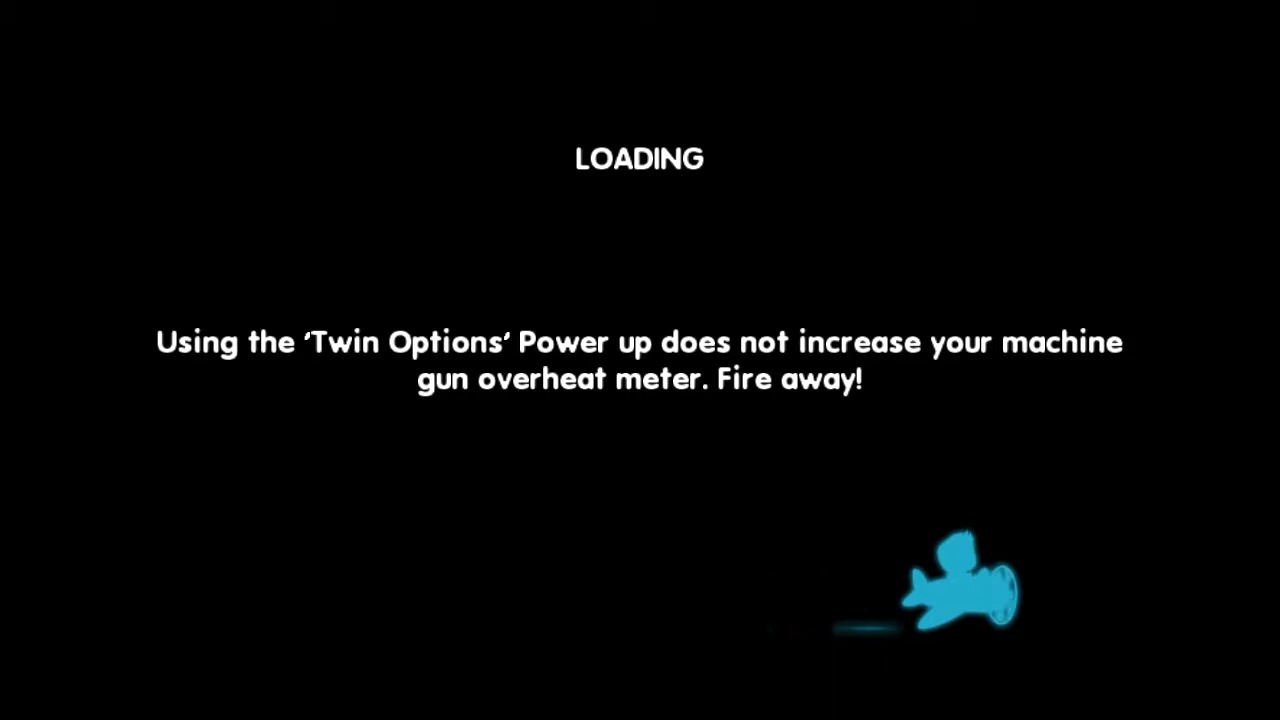 LOADING
Using the 'Twin Options' Power up does not increase your machine
gun overheat meter. Fire away!